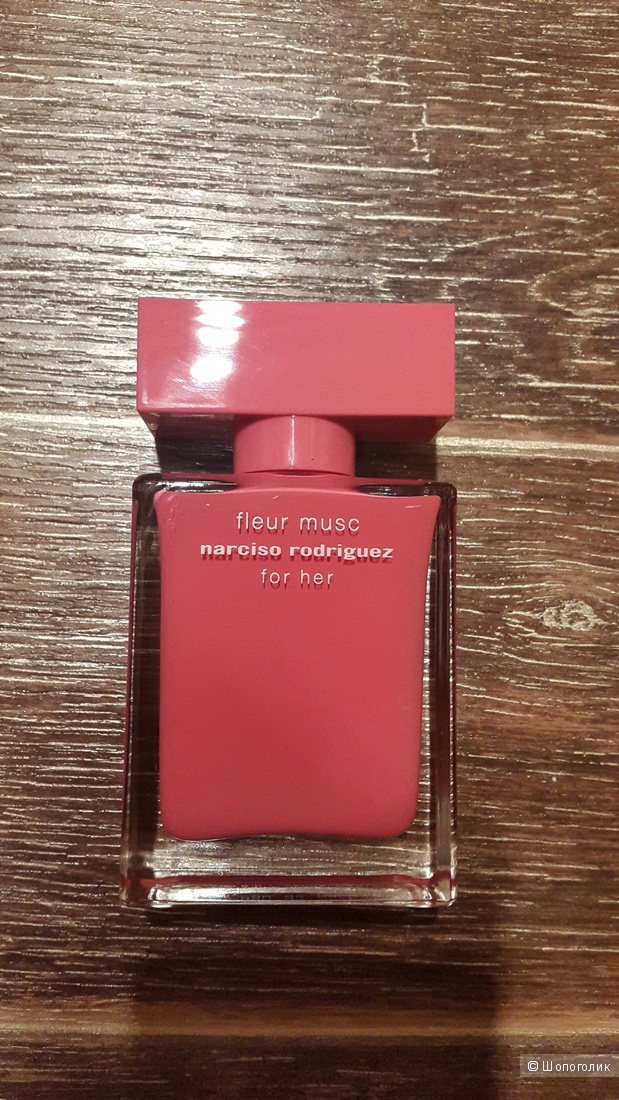 fleur musc
narciso rodriguez
for her
© Шопоголик